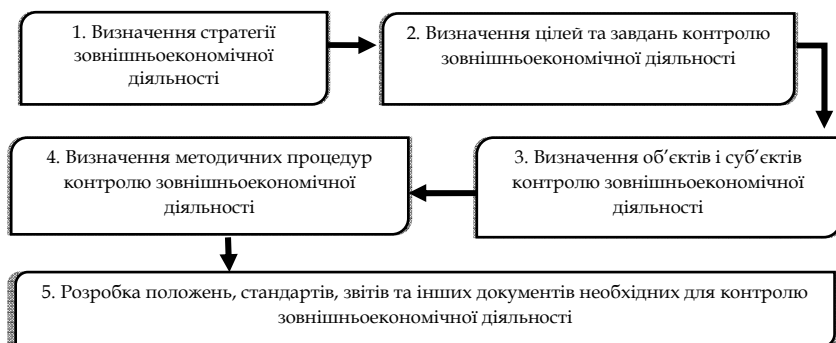 1. Визначення стратегії
зовнішньоекономічної
діяльності
2. Визначення цілей та завдань контролю
зовнішньоекономічної діяльності
3. Визначення об’єктів і суб’єктів
контролю зовнішньоекономічної
діяльності
4. Визначення методичних процедур
контролю зовнішньоекономічної
діяльності
5. Розробка положень, стандартів, звітів та інших документів необхідних для контролю
зовнішньоекономічної діяльності